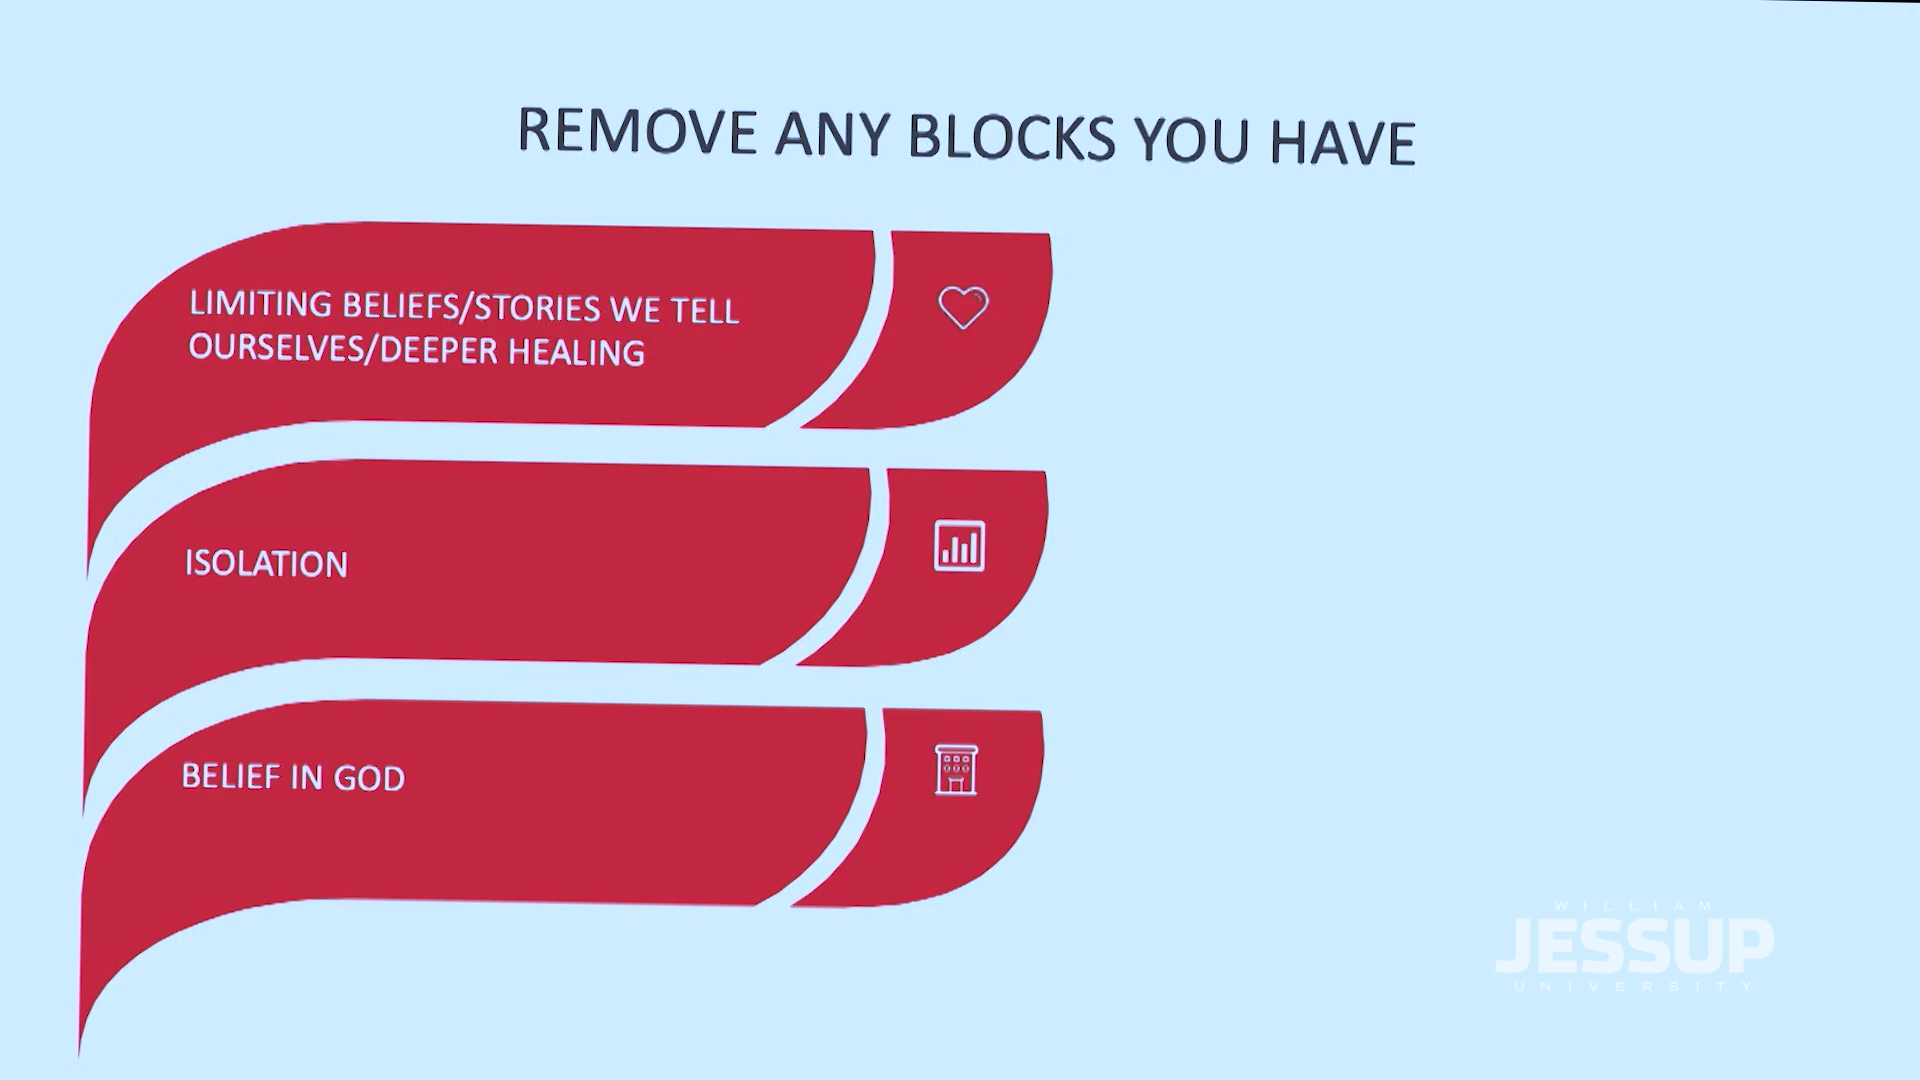 REMOVE ANY BLOCKS YOU HAVE
LIMITING BELIEFS/STORIES WE TELL
OURSELVES/DEEPER HEALING
ISOLATION
BELIEF IN GOD
WILLIAM
JESSUP
UNIVERSITY